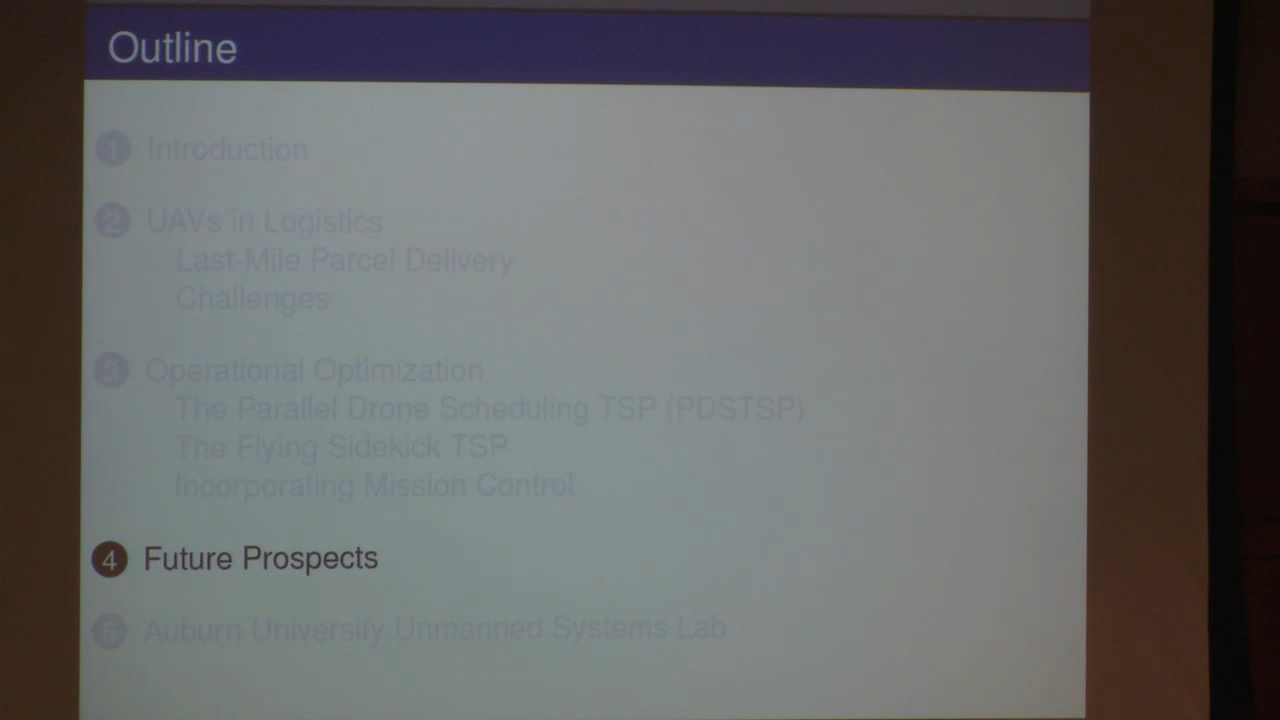 Outline
1 Introduction
2 UAVs in Logistics
Last-Mile Parcel Delivery
Challenges
3 Operational Optimization
The Parallel Drone Scheduling TSP (PDSTSP)
The Flying Sidekick TSP
Incorporating Mission Control
4 Future Prospects
5 Auburn University Unmanned Systems Lab